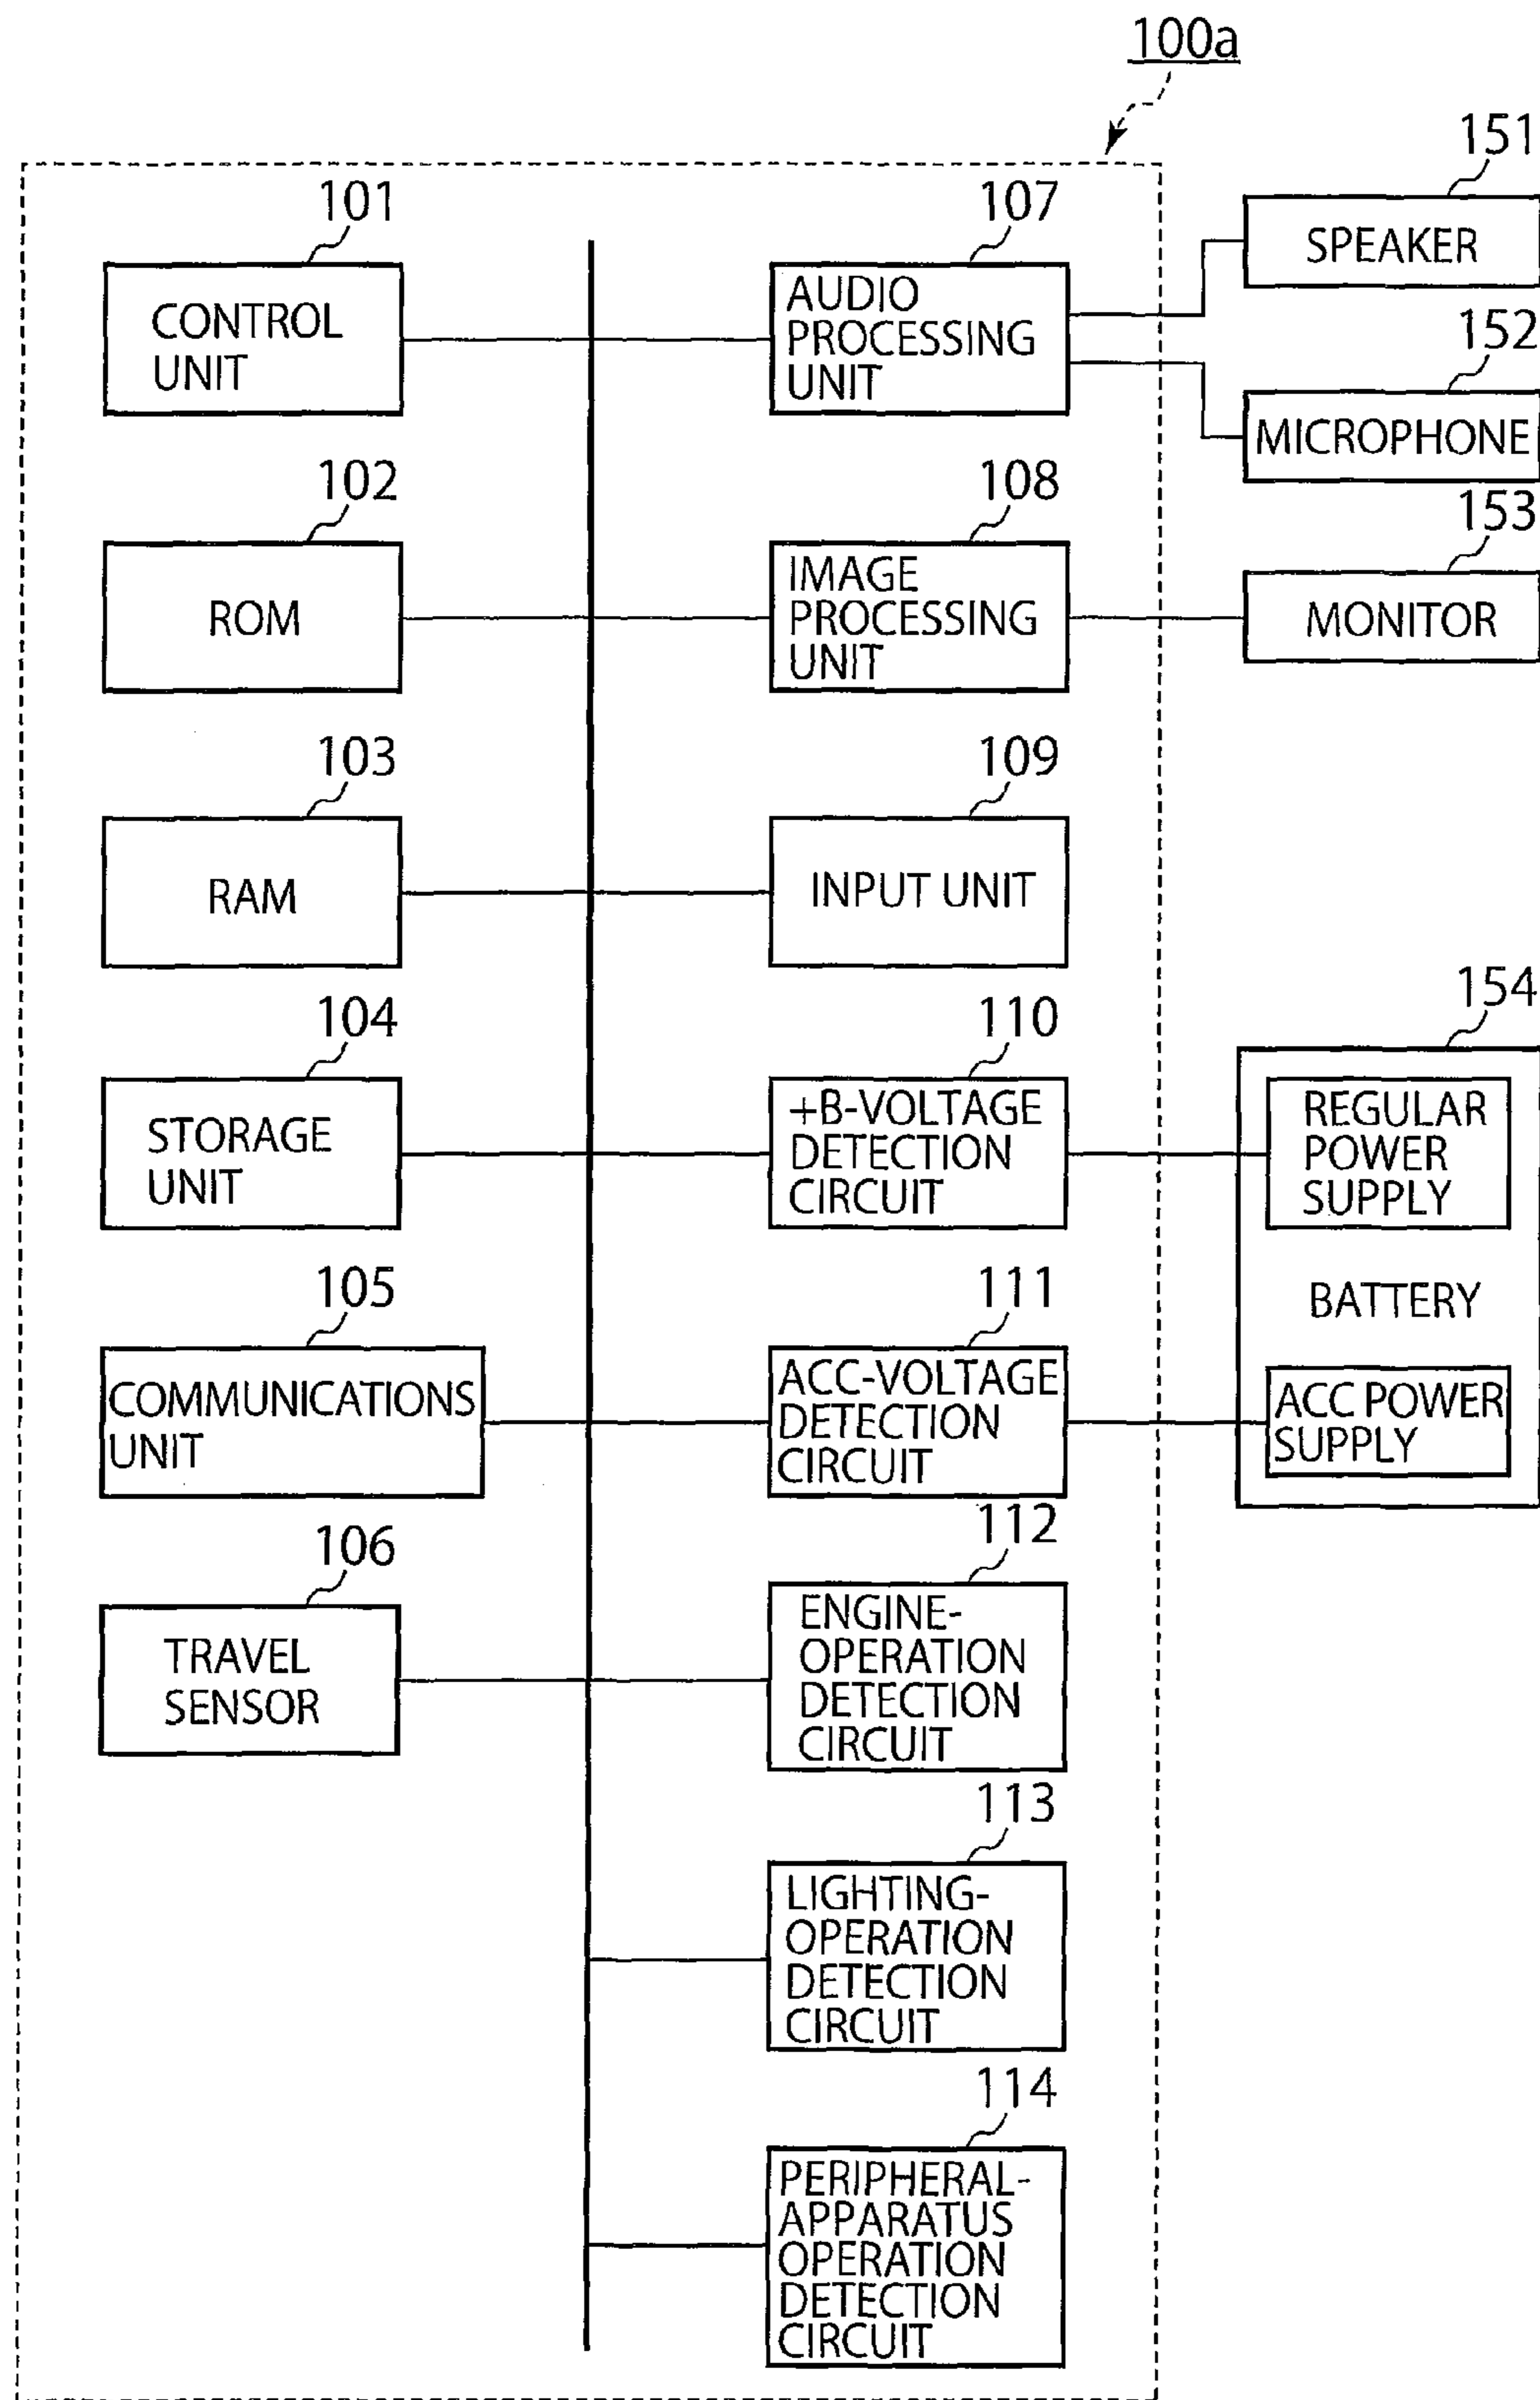 100a
151
SPEAKER
101
CONTROL
UNIT
107
AUDIO
PROCESSING
UNIT
152
MICROPHONE
102
ROM
108
IMAGE
PROCESSING
UNIT
153
MONITOR
103
RAM
109
INPUT UNIT
104
STORAGE
UNIT
110
+B-VOLTAGE
DETECTION
CIRCUIT
154
REGULAR
POWER
SUPPLY
BATTERY
ACC POWER
SUPPLY
105
COMMUNICATIONS
UNIT
111
ACC-VOLTAGE
DETECTION
CIRCUIT
106
TRAVEL
SENSOR
112
ENGINE-
OPERATION
DETECTION
CIRCUIT
113
LIGHTING-
OPERATION
DETECTION
CIRCUIT
114
PERIPHERAL-
APPARATUS
OPERATION
DETECTION
CIRCUIT